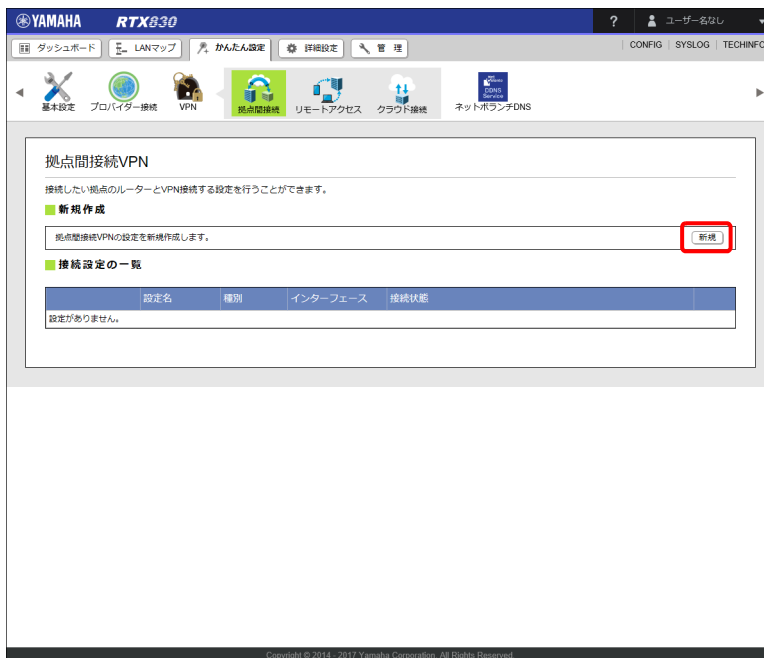 YAMAHA RTX830 ? ユーザー名なし
ダッシュボード LANマップ かんたん設定 詳細設定 管 理 CONFIG SYSLOG TECHINFO
基本設定 プロバイダー接続 VPN 拠点間接続 リモートアクセス クラウド接続 DDNS Service ネットボランチDNS
拠点間接続VPN
接続したい拠点のルーターとVPN接続する設定を行うことができます。
新規作成
拠点間接続VPNの設定を新規作成します。 新規
接続設定の一覧
設定名 種別 インターフェース 接続状態
設定がありません。
Copyright © 2014 - 2017 Yamaha Corporation. All Rights Reserved.